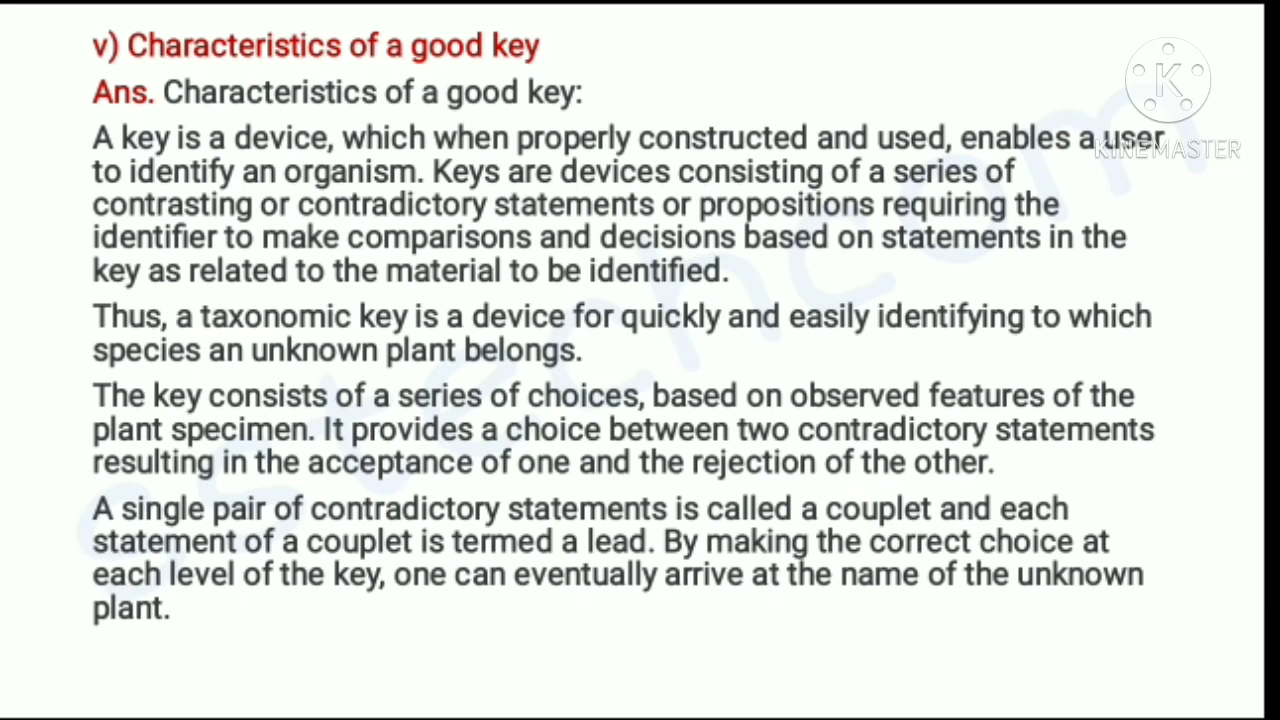 v) Characteristics of a good key
Ans. Characteristics of a good key:
A key is a device, which when properly constructed and used, enables a user
to identify an organism. Keys are devices consisting of a series of
contrasting or contradictory statements or propositions requiring the
identifier to make comparisons and decisions based on statements in the
key as related to the material to be identified.
Thus, a taxonomic key is a device for quickly and easily identifying to which
species an unknown plant belongs.
The key consists of a series of choices, based on observed features of the
plant specimen. It provides a choice between two contradictory statements
resulting in the acceptance of one and the rejection of the other.
A single pair of contradictory statements is called a couplet and each
statement of a couplet is termed a lead. By making the correct choice at
each level of the key, one can eventually arrive at the name of the unknown
plant.
K
KINEMASTER